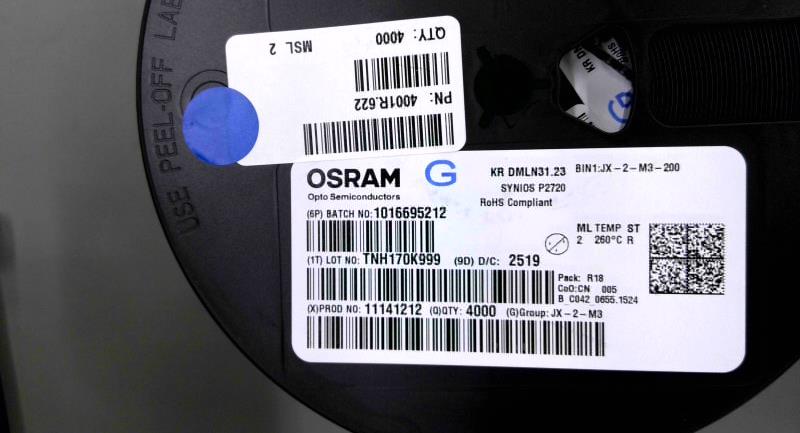 USE PEEL-OFF LAB
QTY: 4000
MSL 2
PN: 4001R.622
KR DM
RoHS
OSRAM G
Opto Semiconductors
KR DMLN31.23 BIN1:JX-2-M3-200
SYNIOS P2720
RoHS Compliant
(6P) BATCH NO:1016695212
ML TEMP ST
2 260°C R
(1T) LOT NO: TNH170K999 (9D) D/C: 2519
Pack: R18
CoO:CN 005
B_C042_0655.1524
(X)PROD NO: 11141212 (Q)QTY: 4000 (G)Group: JX-2-M3